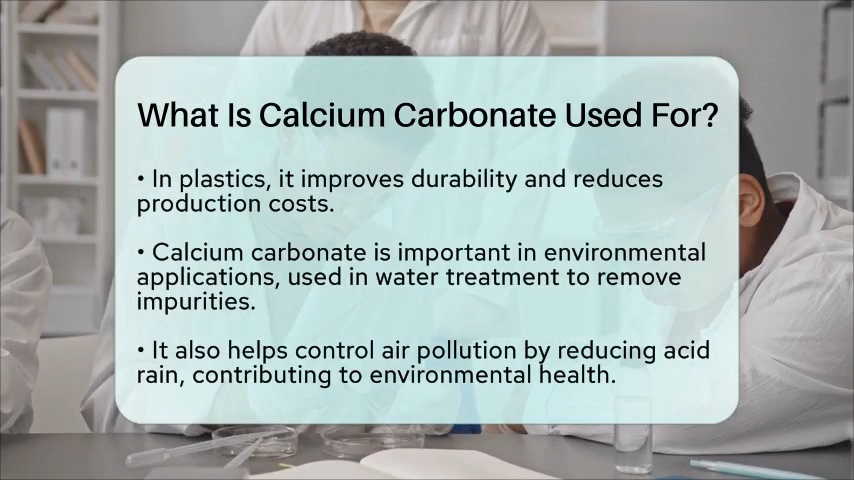 What Is Calcium Carbonate Used For?
• In plastics, it improves durability and reduces
production costs.
• Calcium carbonate is important in environmental
applications, used in water treatment to remove
impurities.
• It also helps control air pollution by reducing acid
rain, contributing to environmental health.